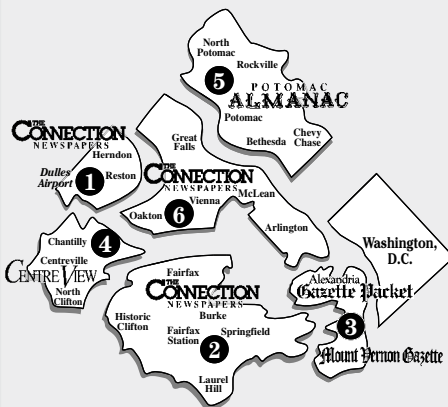 North
Potomac
Rockville
5
POTOMAC
ALMANAC
Potomac
Bethesda
Chevy
Chase
THE
CONNECTION
NEWSPAPERS
Herndon
Dulles
Airport
1
Reston
Great
Falls
THE
CONNECTION
NEWSPAPERS
McLean
Vienna
Oakton
6
Arlington
Chantilly
4
Centreville
CENTRE VIEW
North
Clifton
Washington,
D.C.
Fairfax
THE
CONNECTION
NEWSPAPERS
Burke
Historic
Clifton
Fairfax
Station
Springfield
2
Laurel
Hill
Alexandria
Gazette Packet
3
Mount Vernon Gazette